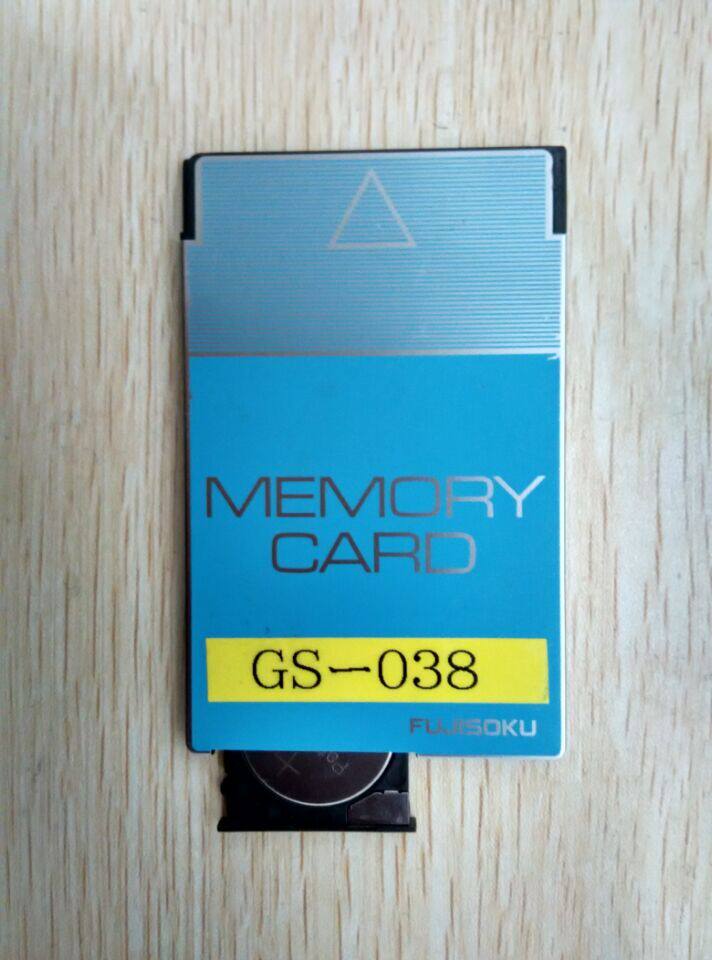 MEMORY
CARD
GS-038
FUJISOKU